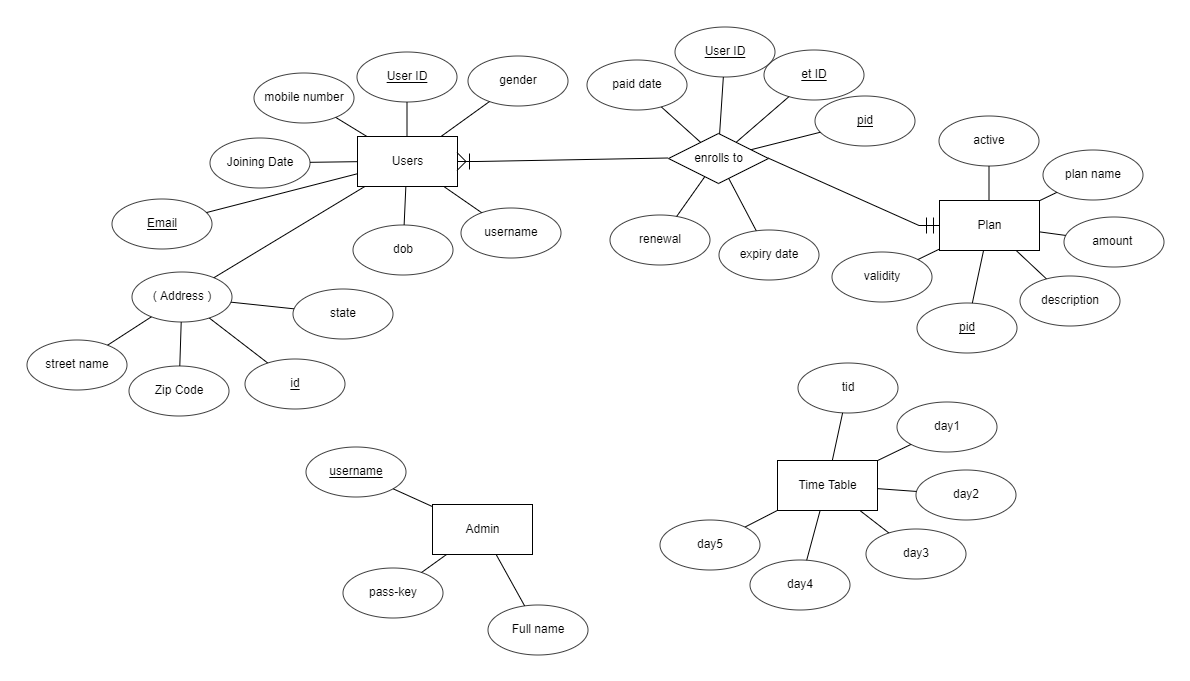 User ID
gender
mobile number
Joining Date
Users
Email
dob
username
( Address )
state
street name
Zip Code
id
User ID
et ID
paid date
pid
enrolls to
renewal
expiry date
active
plan name
Plan
amount
validity
description
pid
tid
day1
Time Table
day2
day5
day3
day4
username
Admin
pass-key
Full name